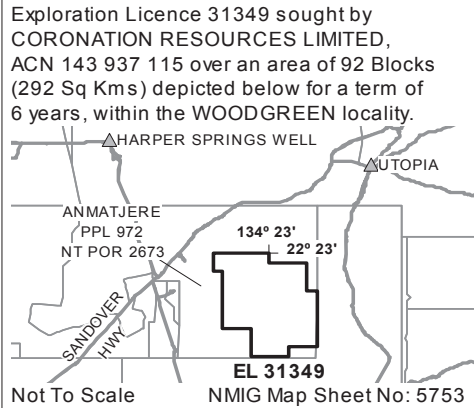 Exploration Licence 31349 sought by
CORONATION RESOURCES LIMITED,
ACN 143 937 115 over an area of 92 Blocks
(292 Sq Kms) depicted below for a term of
6 years, within the WOODGREEN locality.
HARPER SPRINGS WELL
UTOPIA
ANMATJERE
PPL 972
NT POR 2673
134º 23'
22º 23'
SANDOVER
HWY
EL 31349
Not To Scale NMIG Map Sheet No: 5753